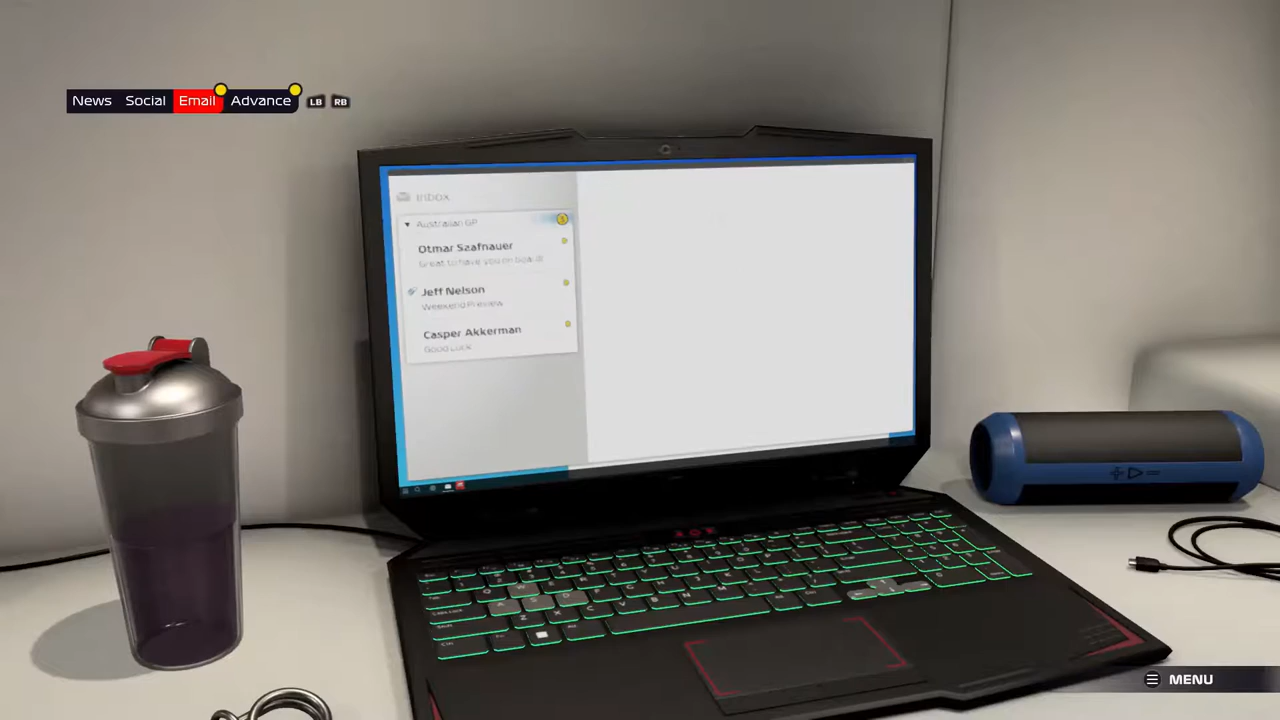 News Social Email Advance LB RB
Inbox
Australian GP
Otmar Szafnauer
Great to have you on board!
Jeff Nelson
Weekend Preview
Casper Akkerman
Good Luck
MENU